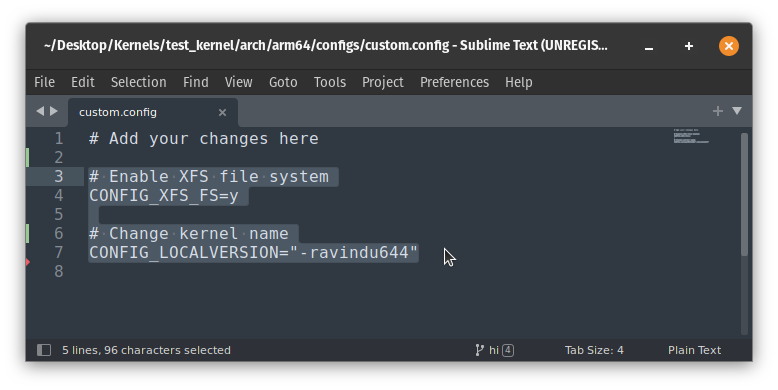 ~/Desktop/Kernels/test_kernel/arch/arm64/configs/custom.config - Sublime Text (UNREGIS...
File Edit Selection Find View Goto Tools Project Preferences Help
custom.config
1 # Add your changes here
2
3 # Enable XFS file system
4 CONFIG_XFS_FS=y
5
6 # Change kernel name
7 CONFIG_LOCALVERSION="-ravindu644"
8
5 lines, 96 characters selected hi 4 Tab Size: 4 Plain Text